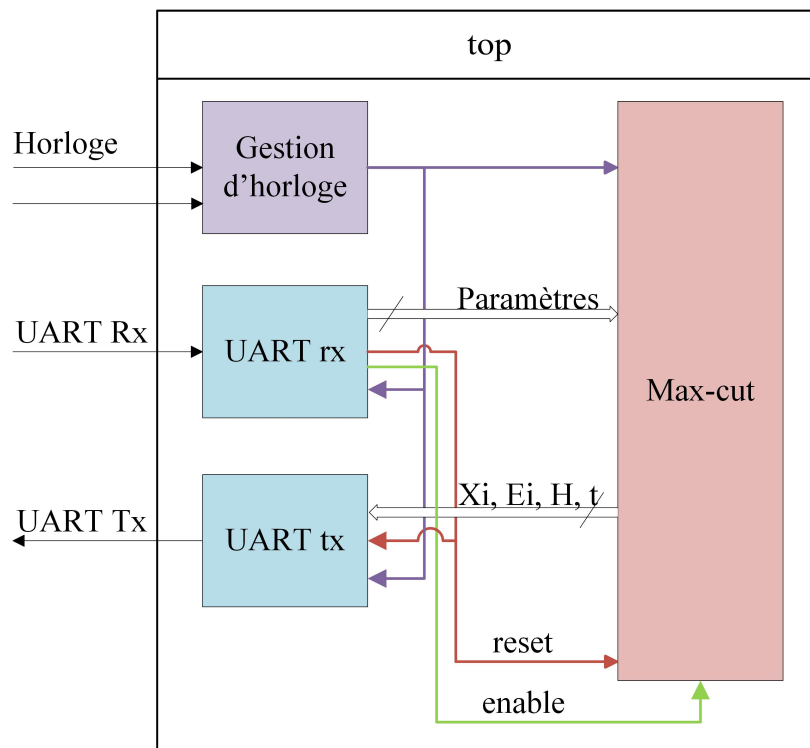 top
Horloge
Gestion
d’horloge
Paramètres
UART Rx
UART rx
Max-cut
Xi, Ei, H, t
UART Tx
UART tx
reset
enable